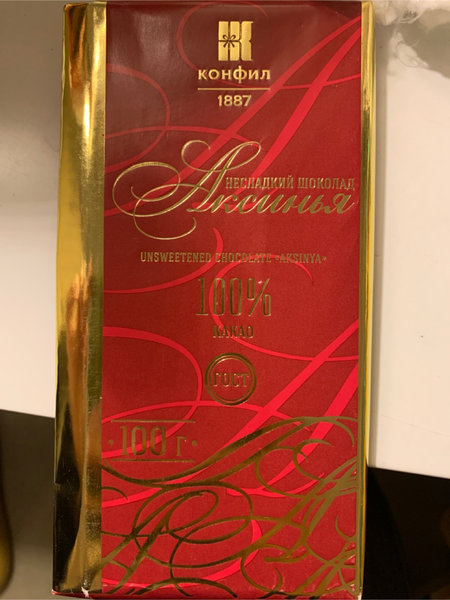 КОНФИЛ
1887
НЕСЛАДКИЙ ШОКОЛАД
Аксинья
UNSWEETENED CHOCOLATE «AKSINYA»
100%
КАКАО
ГОСТ
• 100 г •